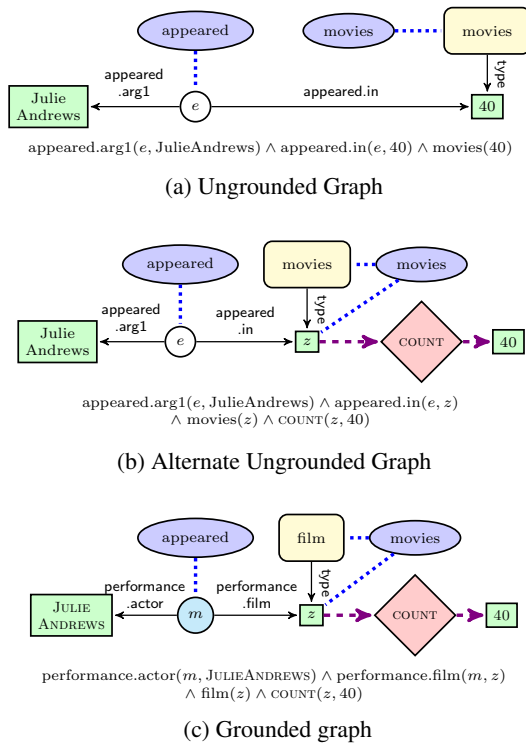 appeared
movies
movies
appeared
.arg1
appeared.in
type
Julie
Andrews
e
40
appeared.arg1(e, JulieAndrews) ∧ appeared.in(e, 40) ∧ movies(40)
(a) Ungrounded Graph
appeared
movies
movies
appeared
.arg1
appeared
.in
type
Julie
Andrews
e
z
COUNT
40
appeared.arg1(e, JulieAndrews) ∧ appeared.in(e, z)
∧ movies(z) ∧ COUNT(z, 40)
(b) Alternate Ungrounded Graph
appeared
film
movies
performance
.actor
performance
.film
type
JULIE
ANDREWS
m
z
COUNT
40
performance.actor(m, JULIEANDREWS) ∧ performance.film(m, z)
∧ film(z) ∧ COUNT(z, 40)
(c) Grounded graph